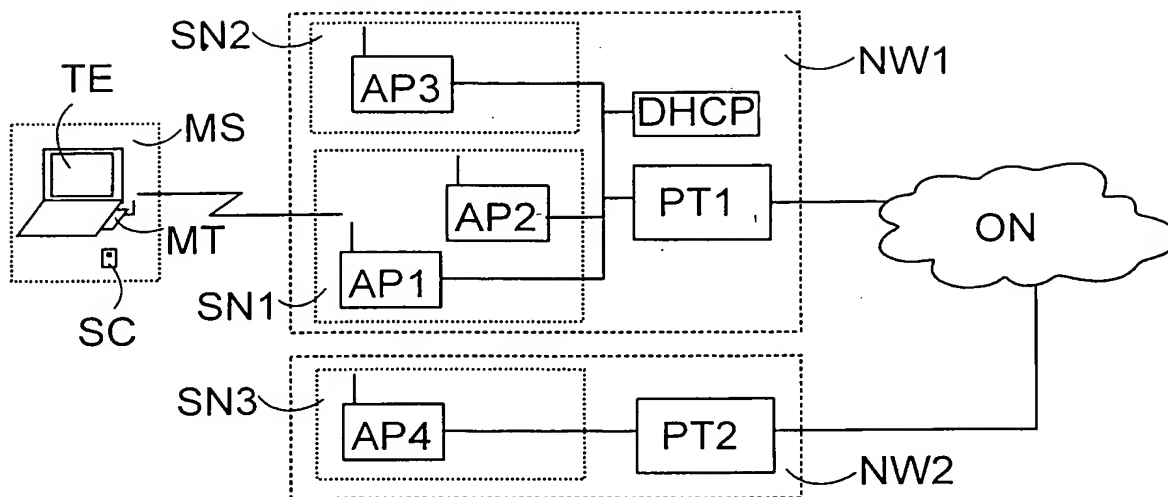 SN2
NW1
TE
AP3
MS
DHCP
AP2
PT1
ON
MT
AP1
SN1
SC
SN3
AP4
PT2
NW2